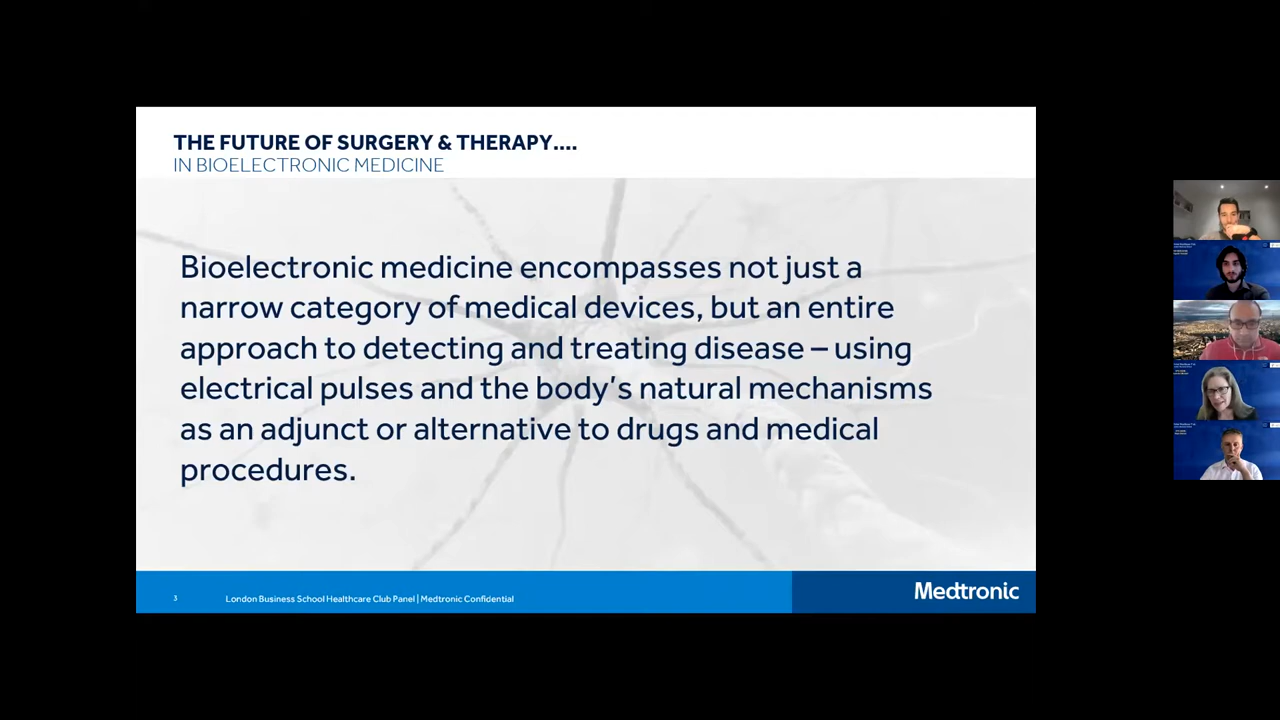 THE FUTURE OF SURGERY & THERAPY....
IN BIOELECTRONIC MEDICINE
Bioelectronic medicine encompasses not just a
narrow category of medical devices, but an entire
approach to detecting and treating disease – using
electrical pulses and the body’s natural mechanisms
as an adjunct or alternative to drugs and medical
procedures.
3
London Business School Healthcare Club Panel | Medtronic Confidential
Medtronic